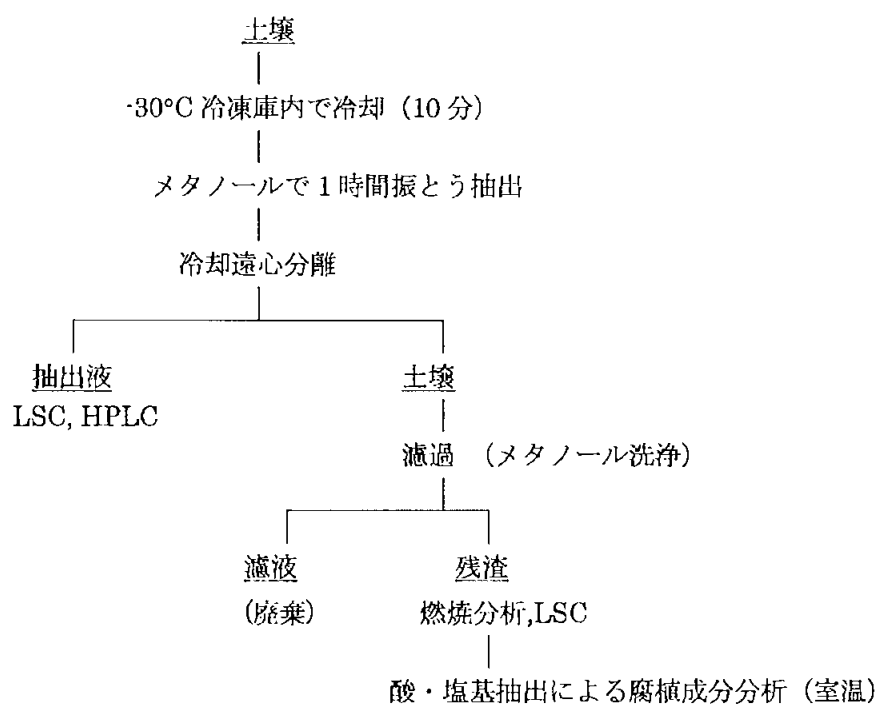 土壌
-30°C 冷凍庫内で冷却（10分）
メタノールで1時間振とう抽出
冷却遠心分離
抽出液
LSC, HPLC
土壌
濾過 （メタノール洗浄）
濾液
(廃棄)
残渣
燃焼分析,LSC
酸・塩基抽出による腐植成分分析（室温）